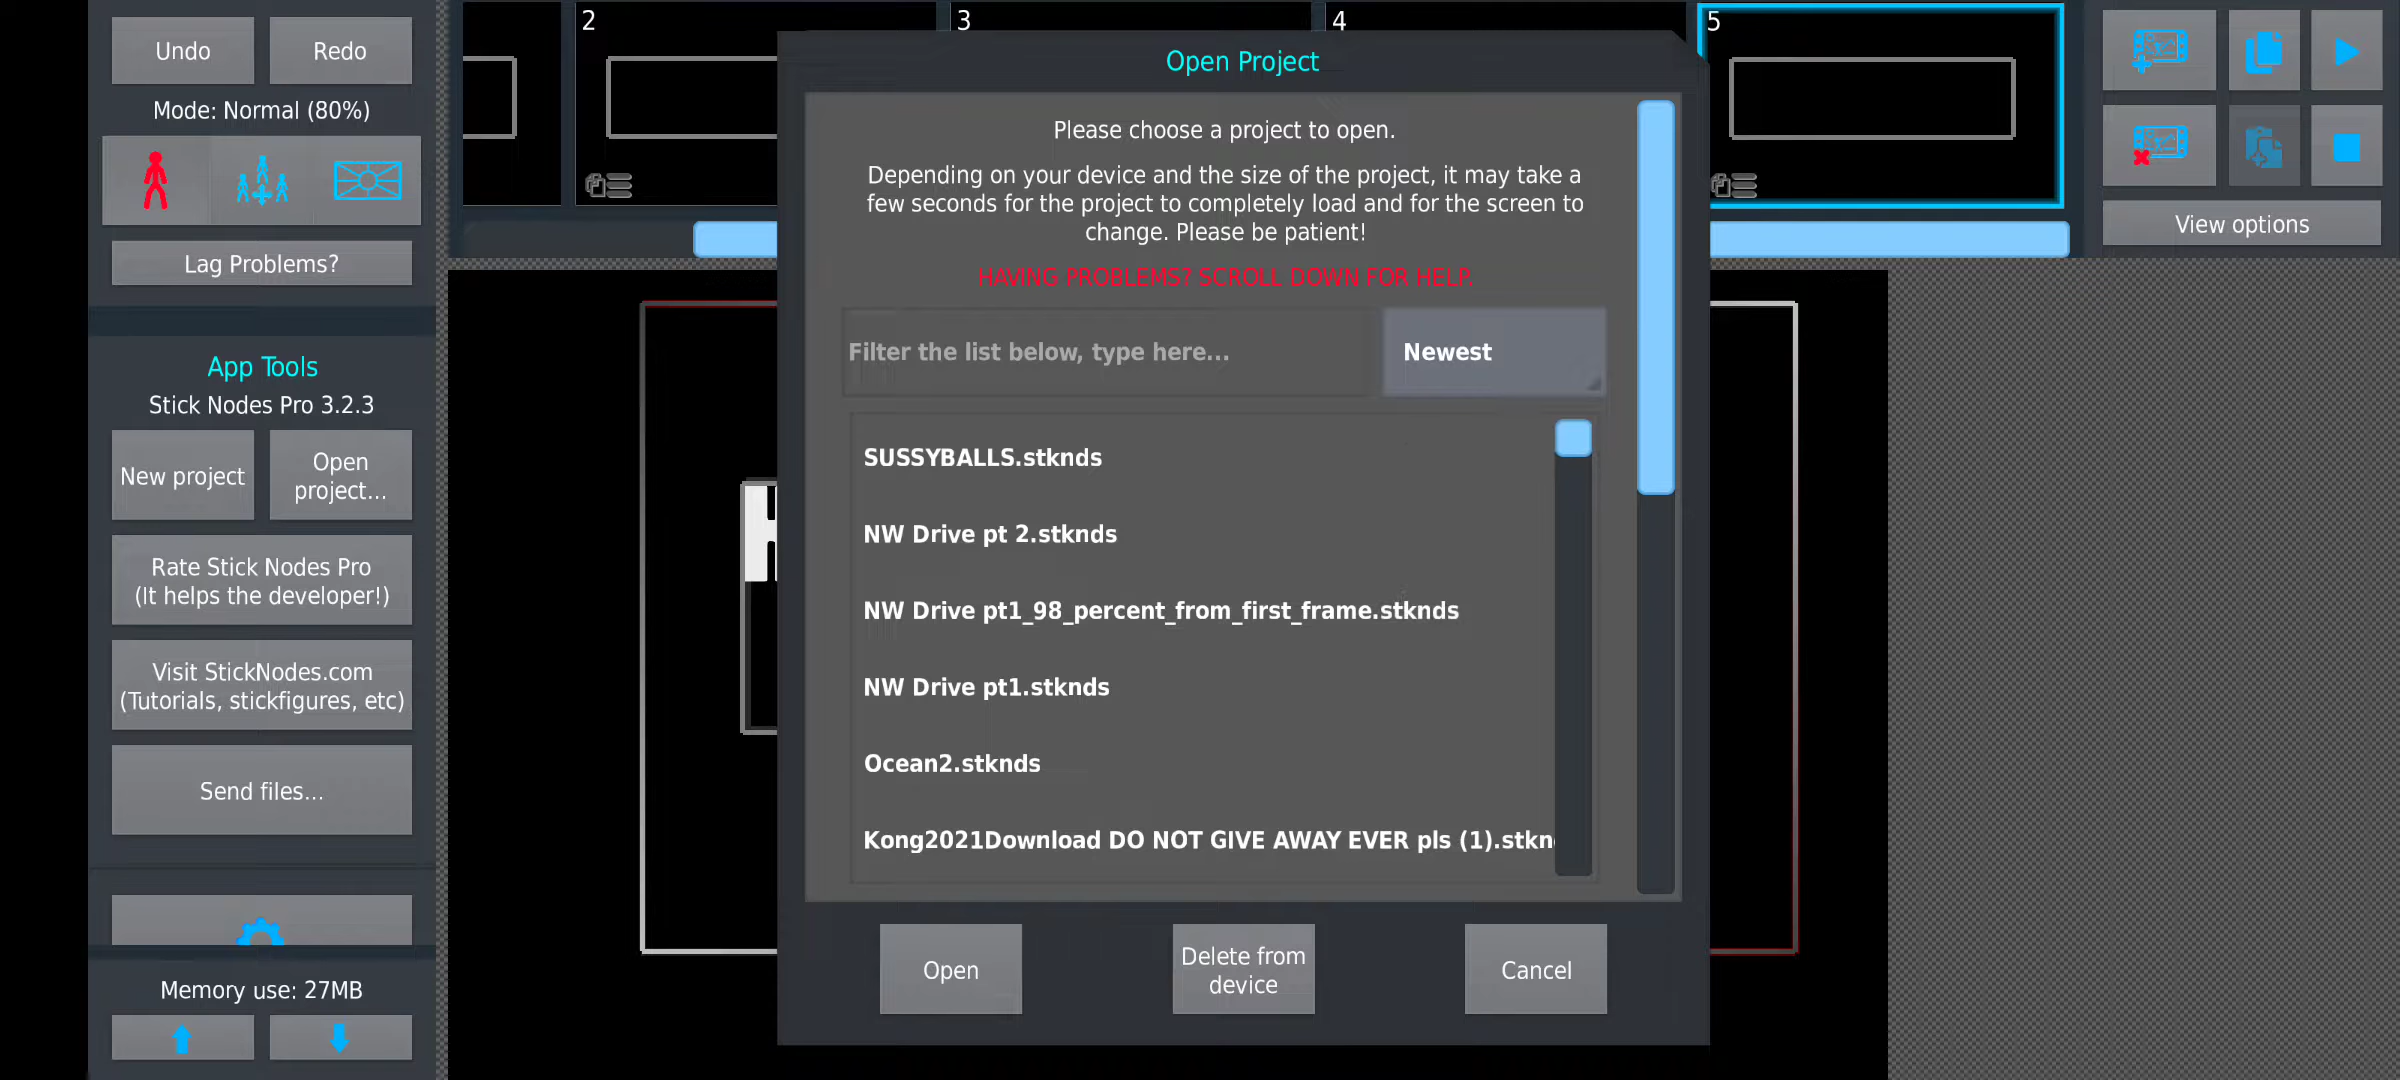 Undo
Redo
Mode: Normal (80%)
Lag Problems?
App Tools
Stick Nodes Pro 3.2.3
New project
Open
project...
Rate Stick Nodes Pro
(It helps the developer!)
Visit StickNodes.com
(Tutorials, stickfigures, etc)
Send files...
Memory use: 27MB
2
3
4
5
View options
Open Project
Please choose a project to open.
Depending on your device and the size of the project, it may take a
few seconds for the project to completely load and for the screen to
change. Please be patient!
HAVING PROBLEMS? SCROLL DOWN FOR HELP.
Filter the list below, type here...
Newest
SUSSYBALLS.stknds
NW Drive pt 2.stknds
NW Drive pt1_98_percent_from_first_frame.stknds
NW Drive pt1.stknds
Ocean2.stknds
Kong2021Download DO NOT GIVE AWAY EVER pls (1).stkn
Open
Delete from
device
Cancel